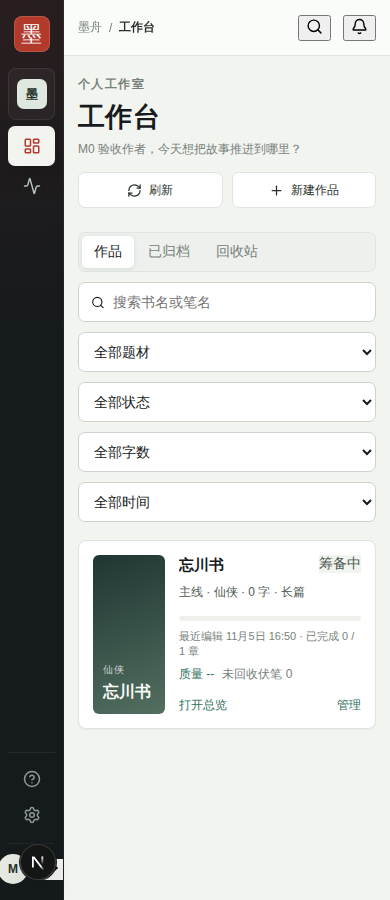 墨
墨舟 / 工作台
墨
个人工作室
工作台
M0 验收作者，今天想把故事推进到哪里？
刷新
新建作品
作品 已归档 回收站
搜索书名或笔名
全部题材
全部状态
全部字数
全部时间
仙侠
忘川书
忘川书 筹备中
主线 · 仙侠 · 0 字 · 长篇
最近编辑 11月5日 16:50 · 已完成 0 /
1 章
质量 -- 未回收伏笔 0
打开总览 管理
M
N